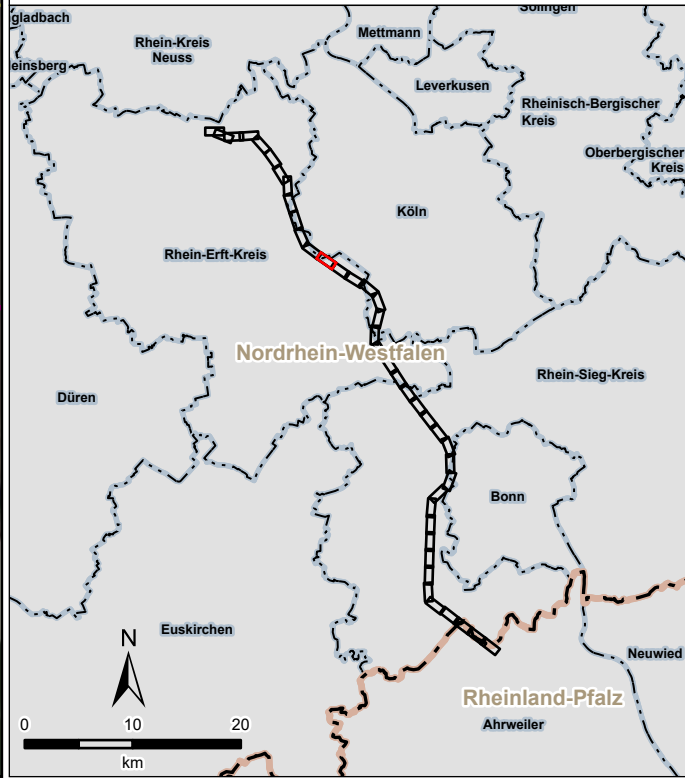 gladbach
Solingen
Mettmann
Rhein-Kreis
Neuss
einsberg
Leverkusen
Rheinisch-Bergischer
Kreis
Oberbergischer
Kreis
Köln
Rhein-Erft-Kreis
Nordrhein-Westfalen
Rhein-Sieg-Kreis
Düren
Bonn
Euskirchen
N
Neuwied
Rheinland-Pfalz
Ahrweiler
0 10 20
km